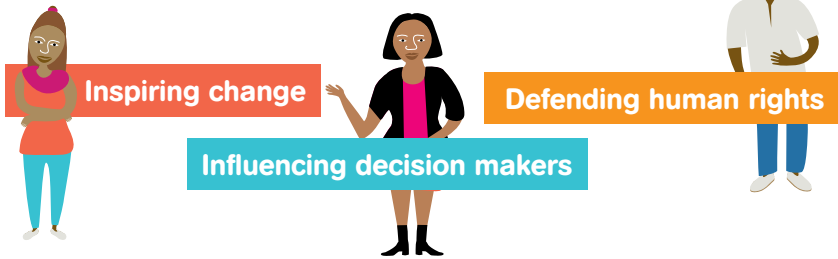 Inspiring change
Defending human rights
Influencing decision makers